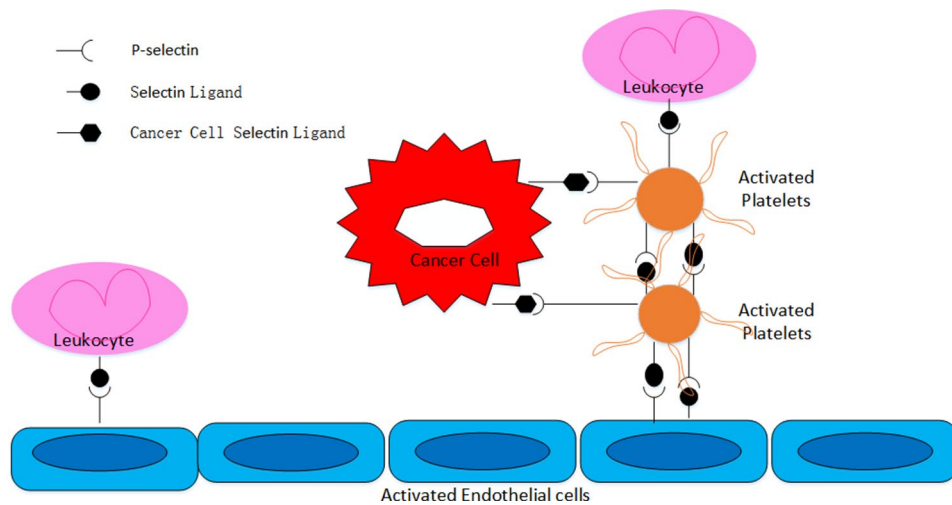 P-selectin
Selectin Ligand
Cancer Cell Selectin Ligand
Leukocyte
Activated
Platelets
Cancer Cell
Activated
Platelets
Leukocyte
Activated Endothelial cells